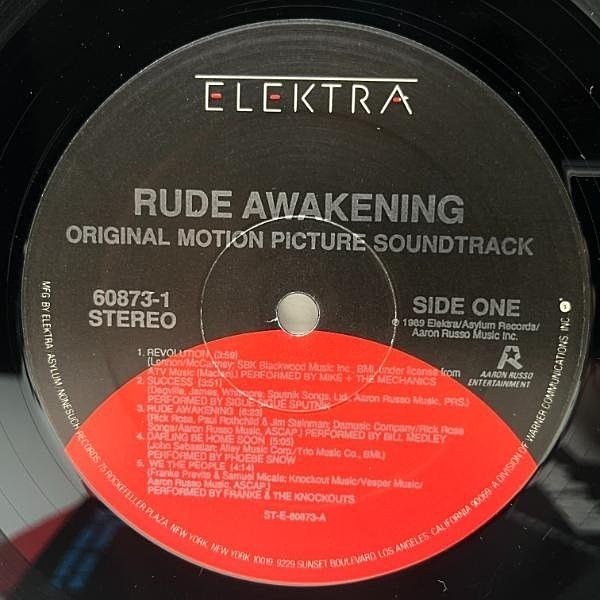 ELEKTRA
RUDE AWAKENING
ORIGINAL MOTION PICTURE SOUNDTRACK
60873-1
STEREO
SIDE ONE
℗ 1989 Elektra/Asylum Records/
Aaron Russo Music Inc.
AARON RUSSO
ENTERTAINMENT
1. REVOLUTION (3:59)
(Lennon/McCartney SBK Blackwood Music Inc., BMI, under license from
ATV Music (Maclen).) PERFORMED BY MIKE + THE MECHANICS
2. SUCCESS (3:51)
(Degville, James, Whitmore; Sputnik Songs, Ltd., Aaron Russo Music, PRS.)
PERFORMED BY SIGUE SIGUE SPUTNIK
3. RUDE AWAKENING (6:23)
(Rick Rose, Paul Rothchild & Jim Steinman; Damusic Company/Rick Rose
Songs/Aaron Russo Music, ASCAP.) PERFORMED BY BILL MEDLEY
4. DARLING BE HOME SOON (5:05)
(John Sebastian; Alley Music Corp./Trio Music Co., BMI.)
PERFORMED BY PHOEBE SNOW
5. WE THE PEOPLE (4:14)
(Franke Previte & Samuel Micale; Knockout Music/Vesper Music/
Aaron Russo Music, ASCAP.)
PERFORMED BY FRANKE & THE KNOCKOUTS
ST-E-60873-A
MFG BY ELEKTRA/ASYLUM/NONESUCH RECORDS, 75 ROCKEFELLER PLAZA, NEW YORK, NEW YORK 10019, 9229 SUNSET BOULEVARD, LOS ANGELES, CALIFORNIA 90069. A DIVISION OF WARNER COMMUNICATIONS INC.